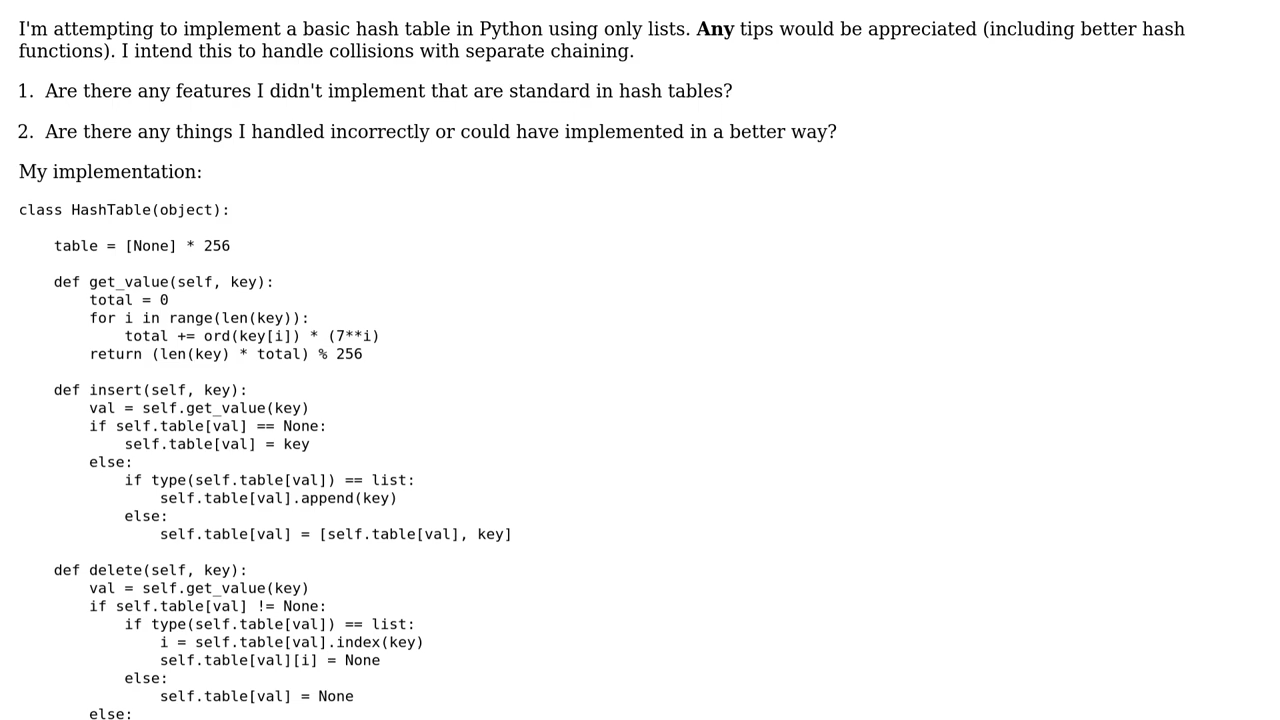 I'm attempting to implement a basic hash table in Python using only lists. Any tips would be appreciated (including better hash
functions). I intend this to handle collisions with separate chaining.
1. Are there any features I didn't implement that are standard in hash tables?
2. Are there any things I handled incorrectly or could have implemented in a better way?
My implementation:
class HashTable(object):
    table = [None] * 256
    def get_value(self, key):
        total = 0
        for i in range(len(key)):
            total += ord(key[i]) * (7**i)
        return (len(key) * total) % 256
    def insert(self, key):
        val = self.get_value(key)
        if self.table[val] == None:
            self.table[val] = key
        else:
            if type(self.table[val]) == list:
                self.table[val].append(key)
            else:
                self.table[val] = [self.table[val], key]
    def delete(self, key):
        val = self.get_value(key)
        if self.table[val] != None:
            if type(self.table[val]) == list:
                i = self.table[val].index(key)
                self.table[val][i] = None
            else:
                self.table[val] = None
        else: